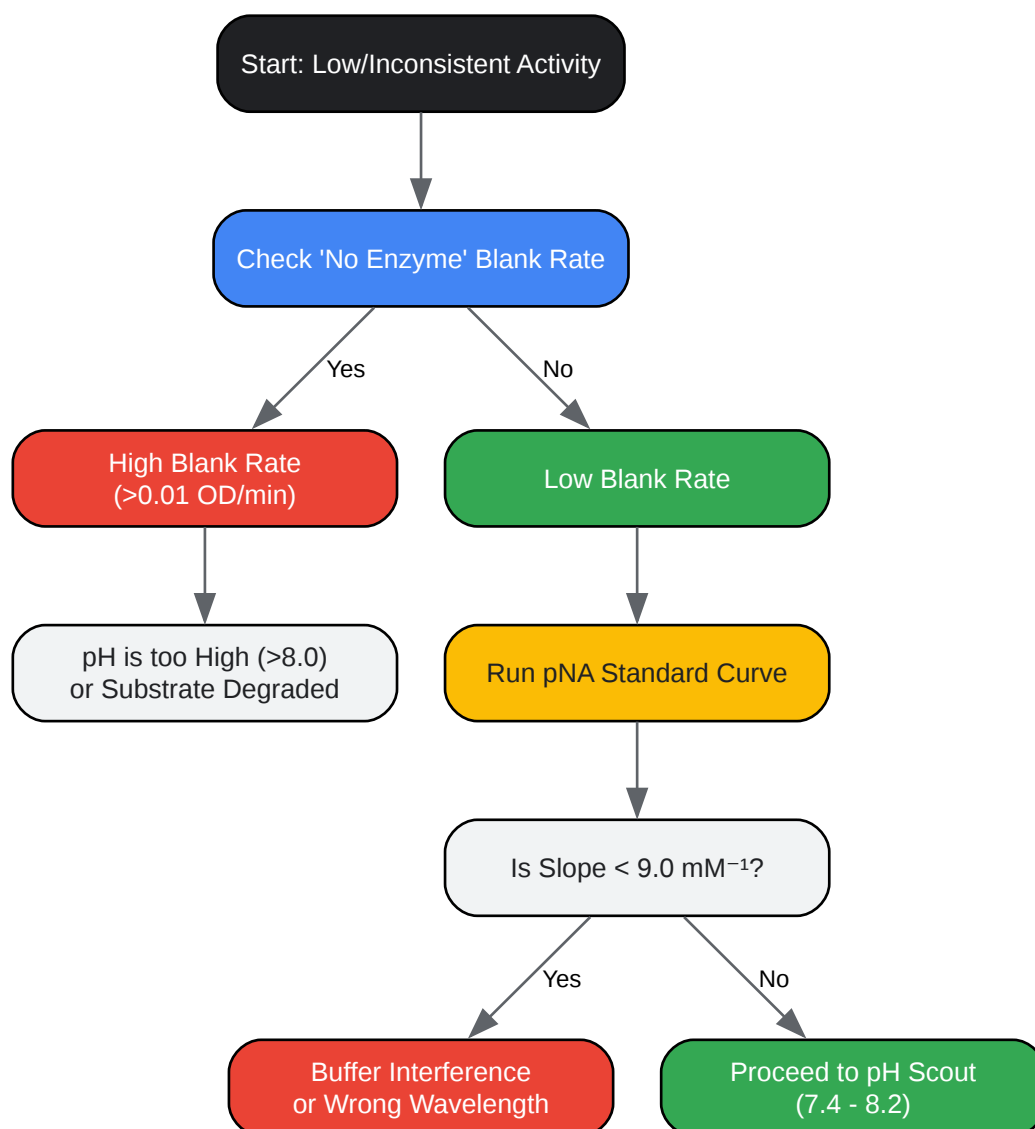 Start: Low/Inconsistent Activity
Check 'No Enzyme' Blank Rate
Yes
No
High Blank Rate
(>0.01 OD/min)
Low Blank Rate
pH is too High (>8.0)
or Substrate Degraded
Run pNA Standard Curve
Is Slope < 9.0 mM⁻¹?
Yes
No
Buffer Interference
or Wrong Wavelength
Proceed to pH Scout
(7.4 - 8.2)